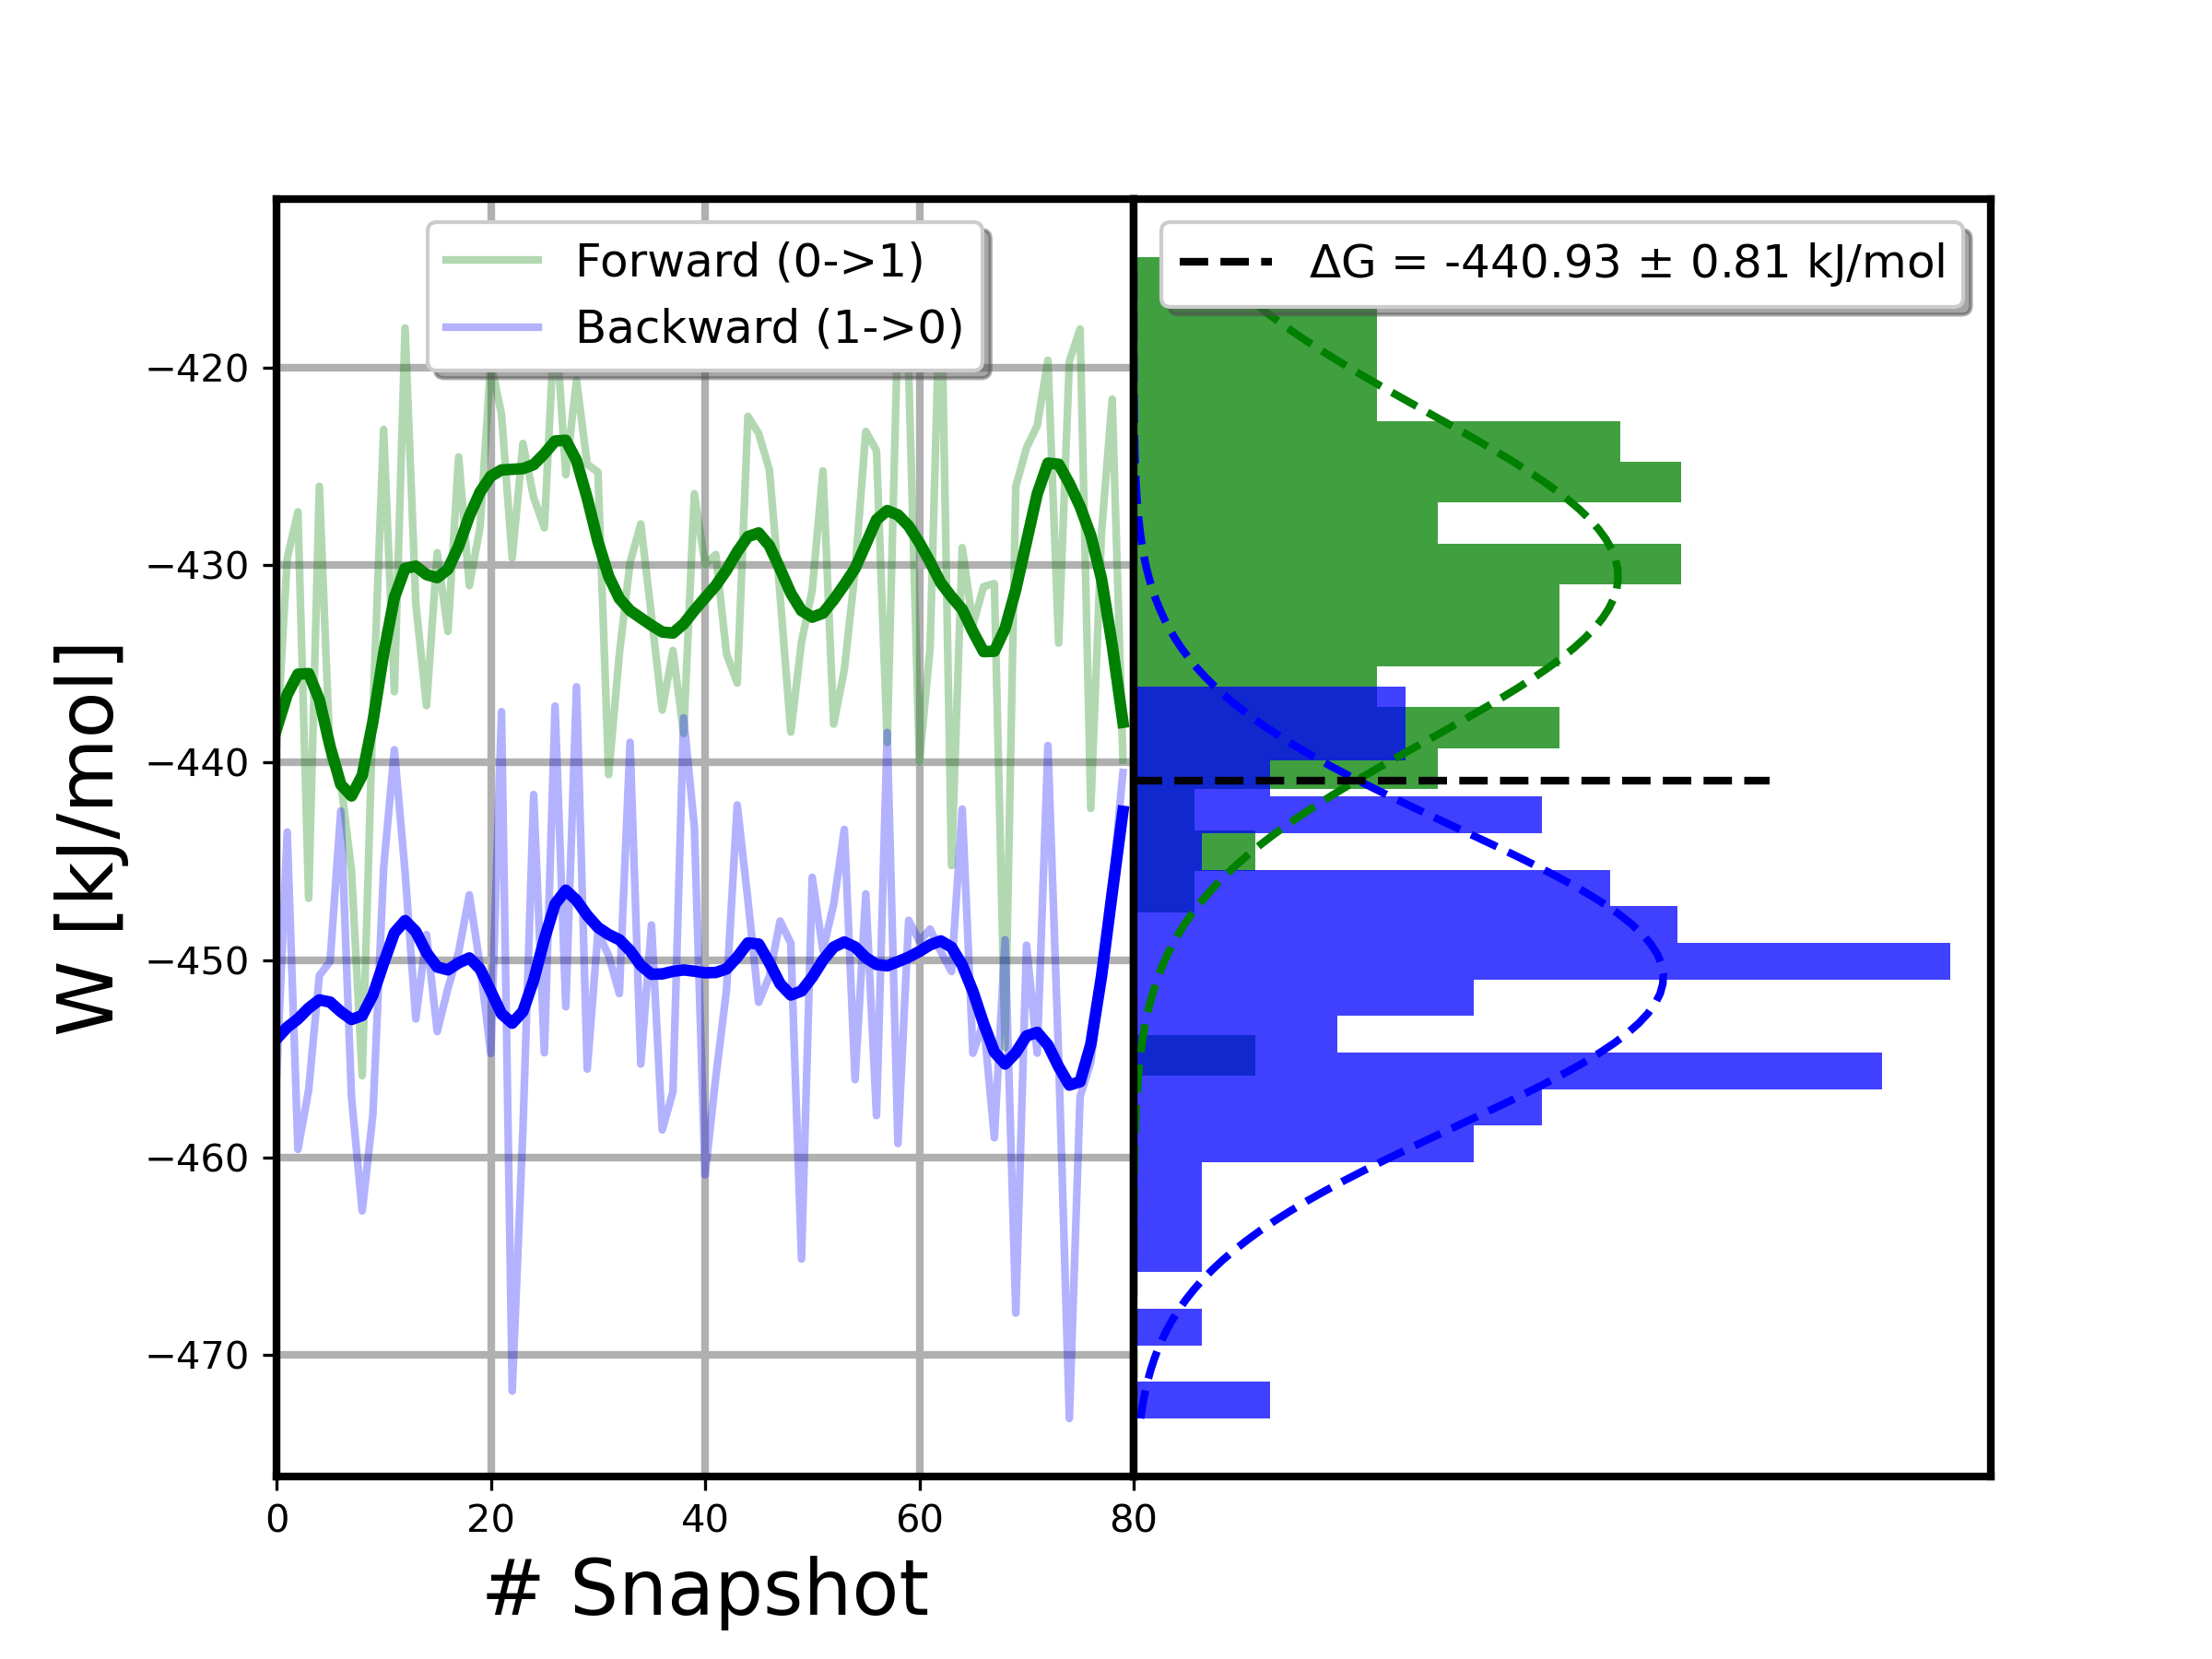 Forward (0->1)
Backward (1->0)
ΔG = -440.93 ± 0.81 kJ/mol
W [kJ/mol]
−420
−430
−440
−450
−460
−470
0 20 40 60 80
# Snapshot